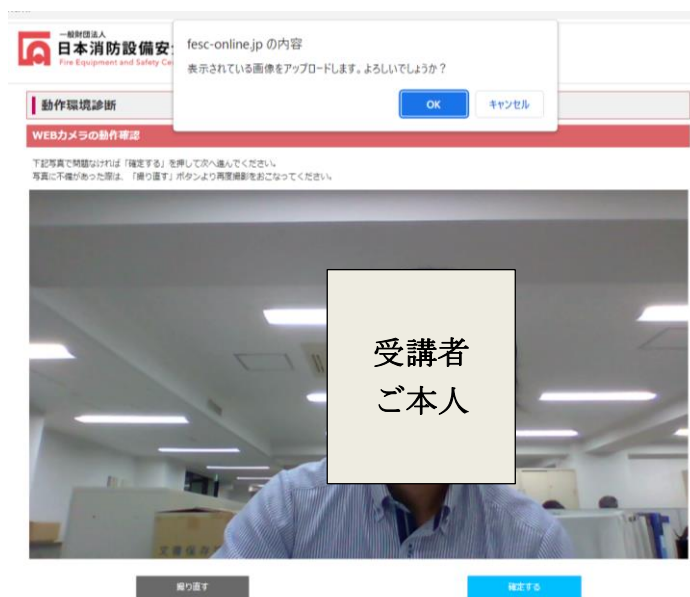 一般財団法人
日本消防設備安
Fire Equipment and Safety Ce
fesc-online.jp の内容
表示されている画像をアップロードします。よろしいでしょうか？
OK
キャンセル
動作環境診断
WEBカメラの動作確認
下記写真で問題なければ「確定する」を押して次へ進んでください。
写真に不備があった際は、「撮り直す」ボタンより再度撮影をおこなってください。
受講者
ご本人
文書保存
撮り直す
確定する